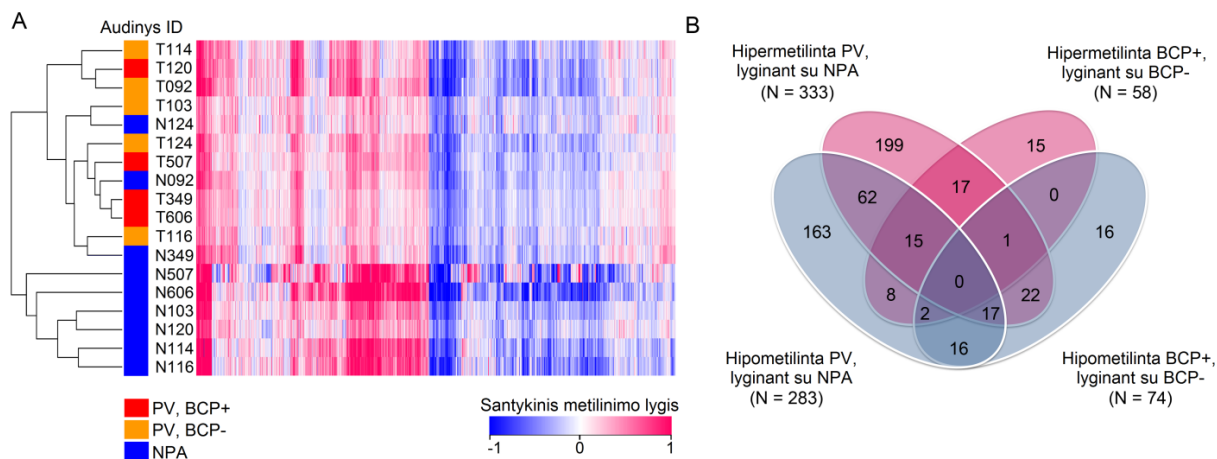 A
Audinys ID
T114
T120
T092
T103
N124
T124
T507
N092
T349
T606
T116
N349
N507
N606
N103
N120
N114
N116
PV, BCP+
PV, BCP-
NPA
Santykinis metilinimo lygis
-1 0 1
B
Hipermetilinta PV,
lyginant su NPA
(N = 333)
Hipermetilinta BCP+,
lyginant su BCP-
(N = 58)
199
15
17
62
0
163
15
1
16
0
8
22
2
17
16
Hipometilinta PV,
lyginant su NPA
(N = 283)
Hipometilinta BCP+,
lyginant su BCP-
(N = 74)